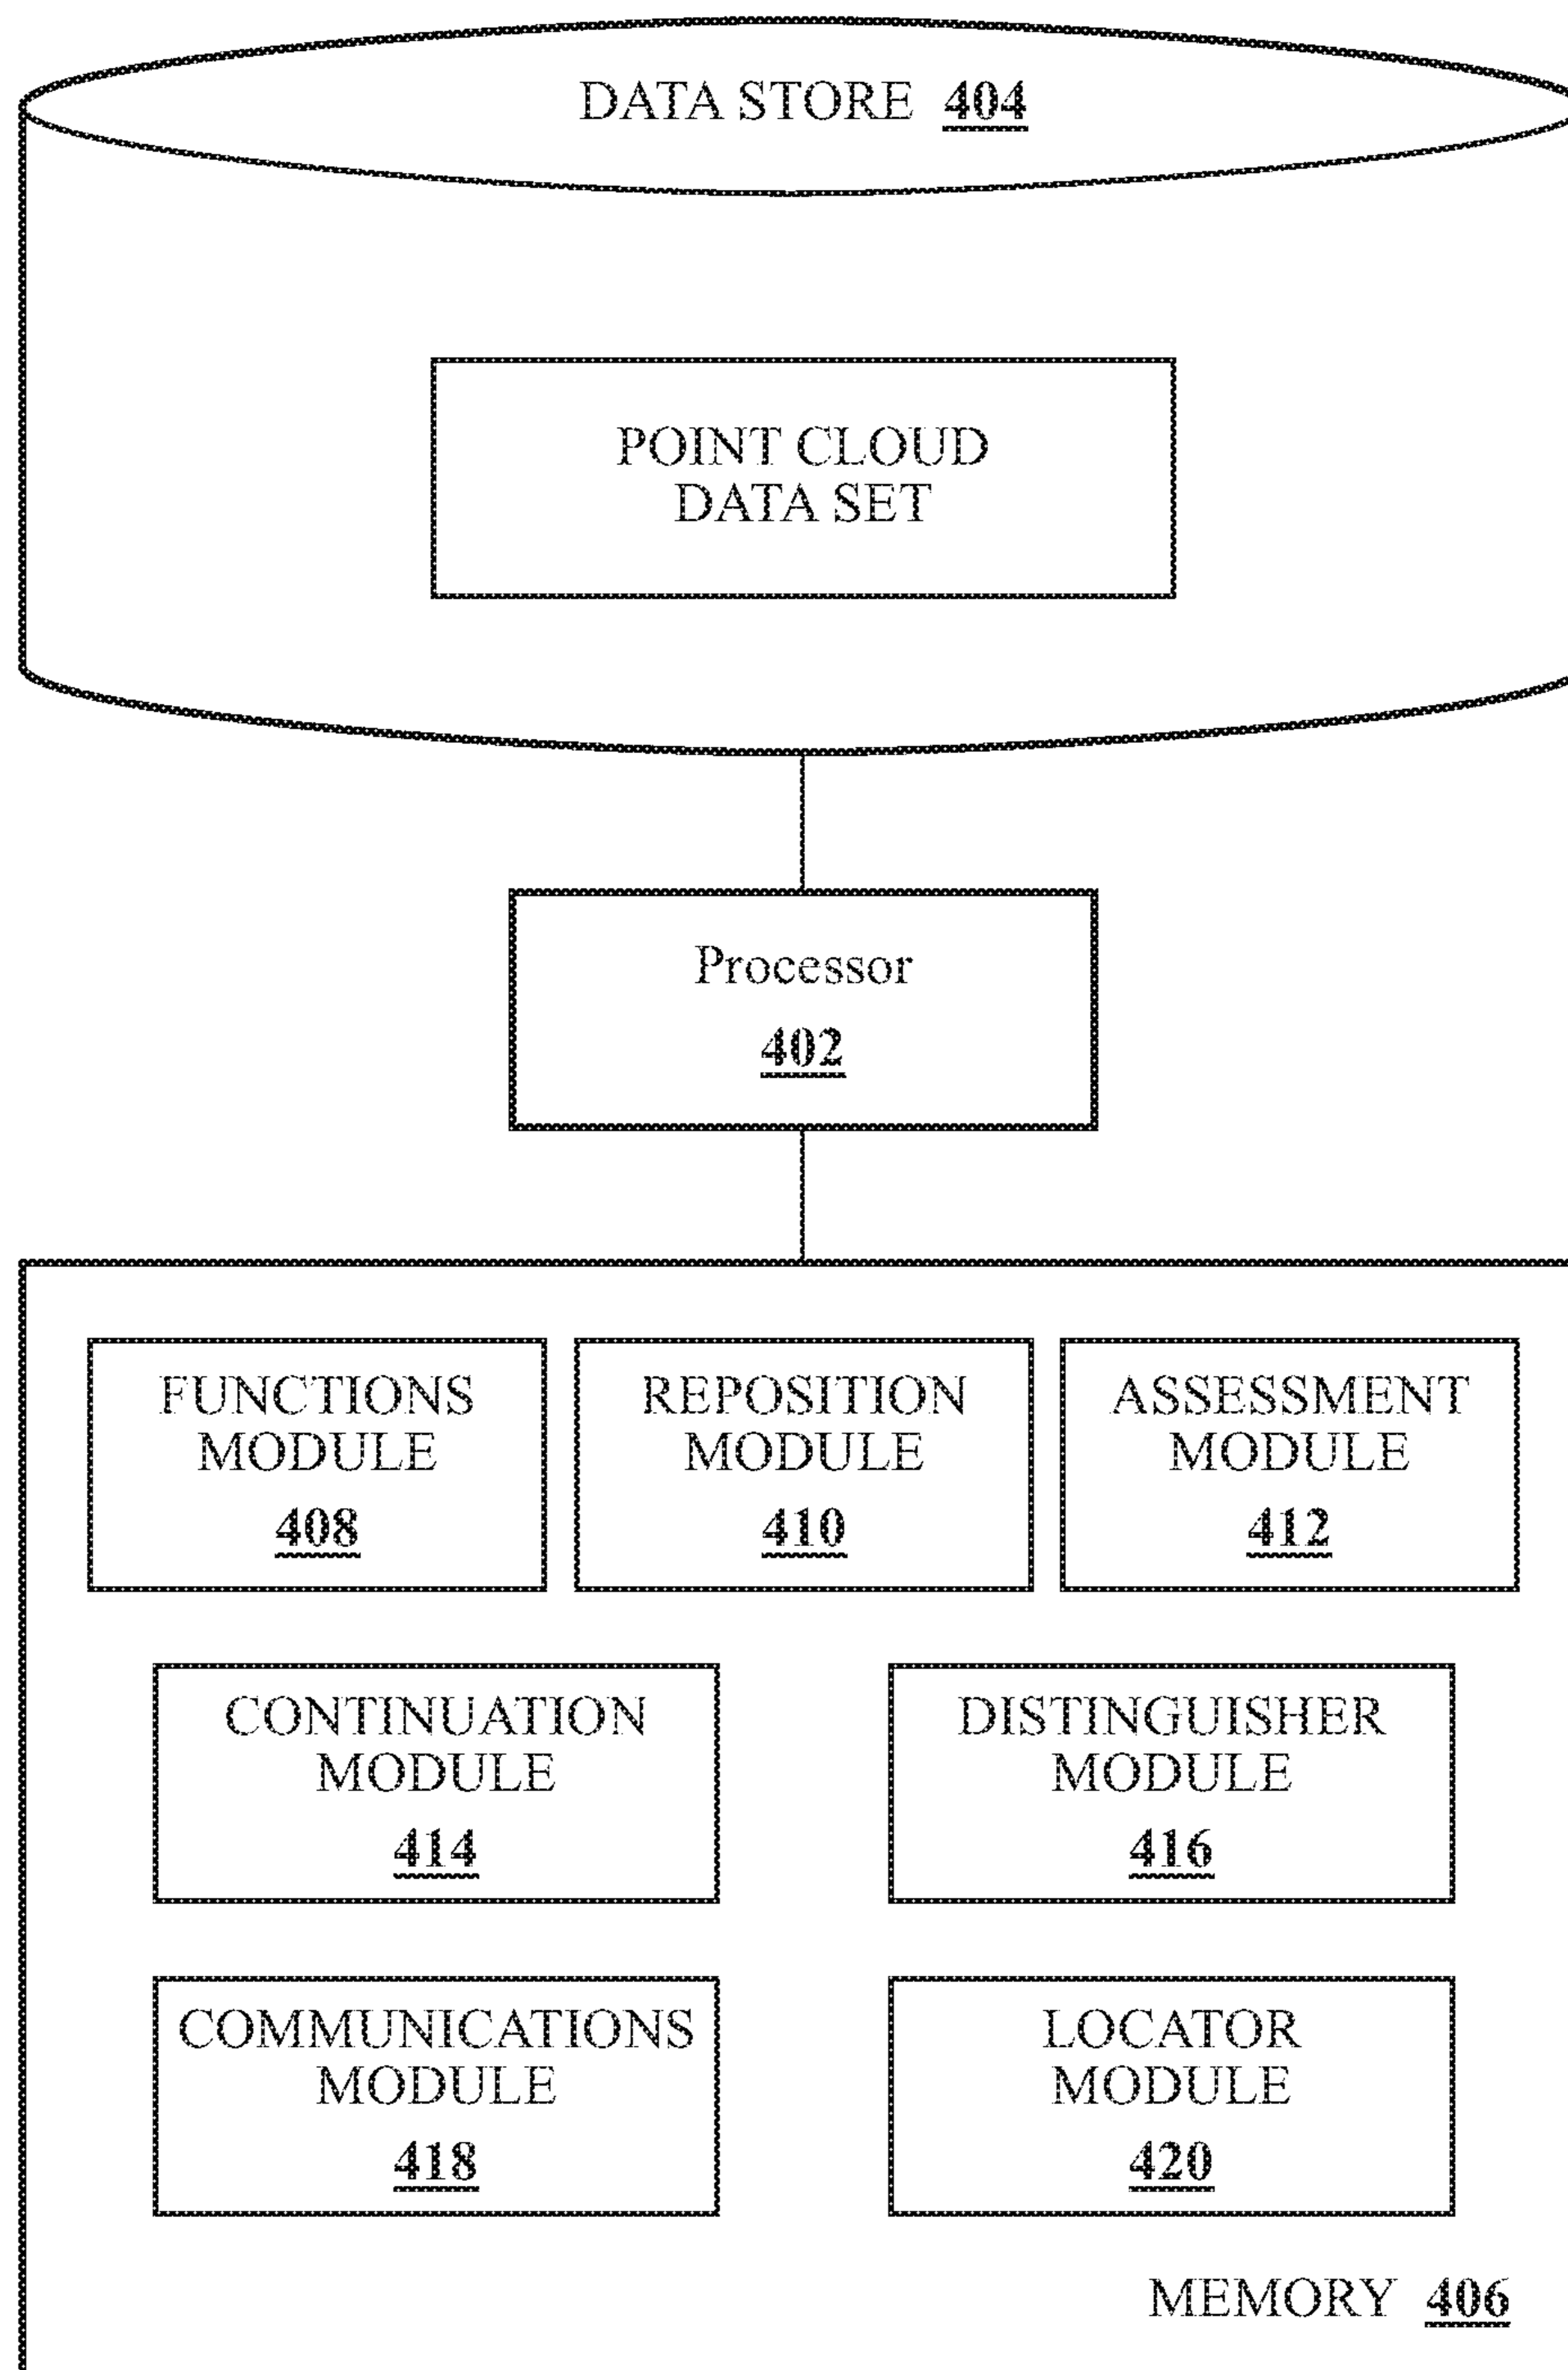 DATA STORE 404
POINT CLOUD
DATA SET
Processor
402
FUNCTIONS
MODULE
408
REPOSITION
MODULE
410
ASSESSMENT
MODULE
412
CONTINUATION
MODULE
414
DISTINGUISHER
MODULE
416
COMMUNICATIONS
MODULE
418
LOCATOR
MODULE
420
MEMORY 406